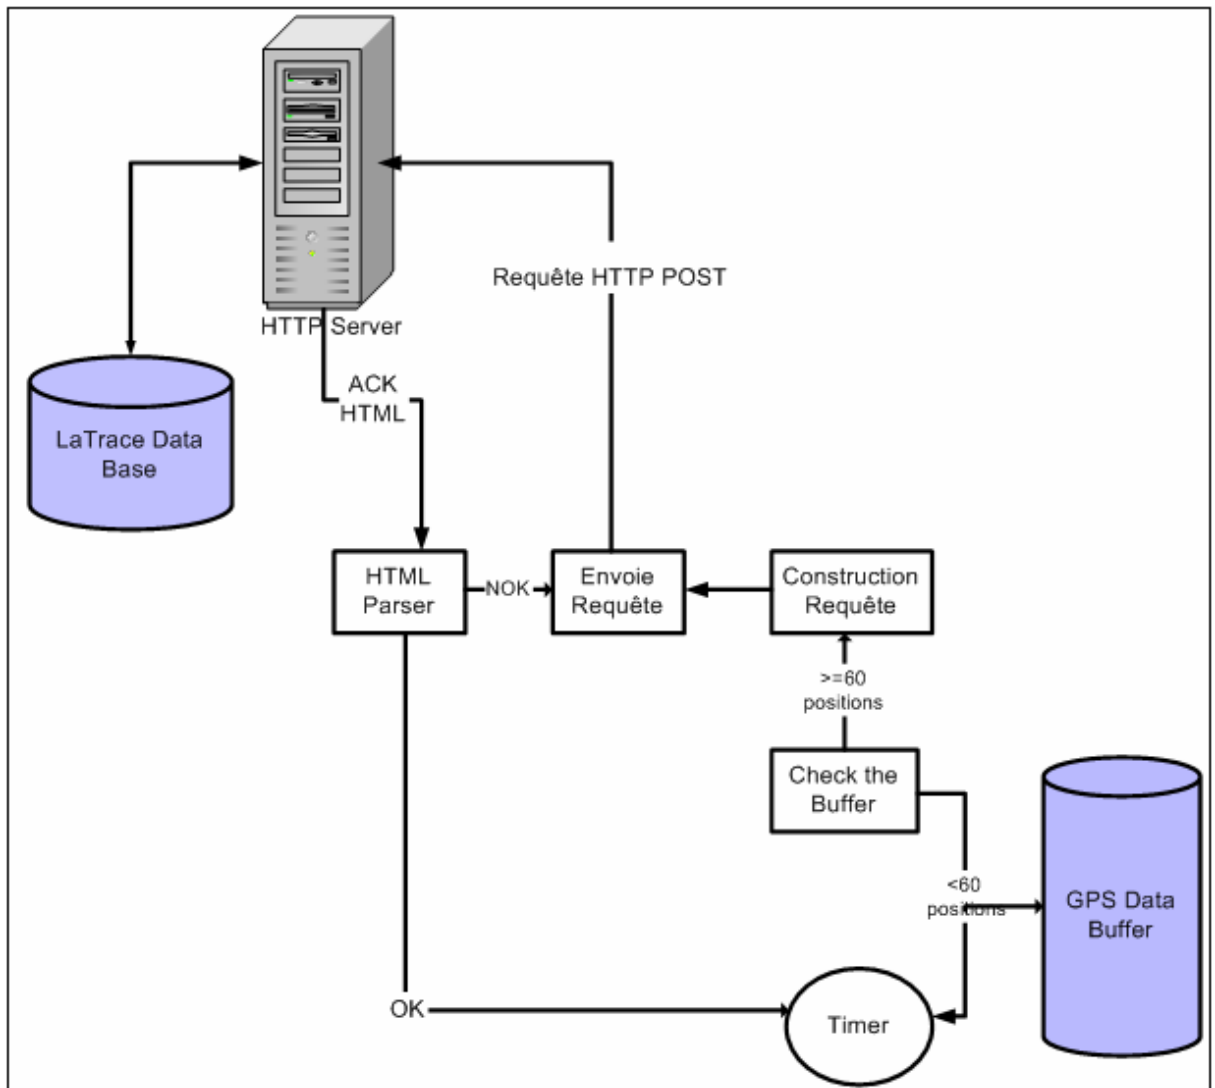 Requête HTTP POST
HTTP Server
ACK
HTML
LaTrace Data
Base
HTML
Parser
NOK
Envoie
Requête
Construction
Requête
>=60
positions
Check the
Buffer
<60
positions
GPS Data
Buffer
OK
Timer